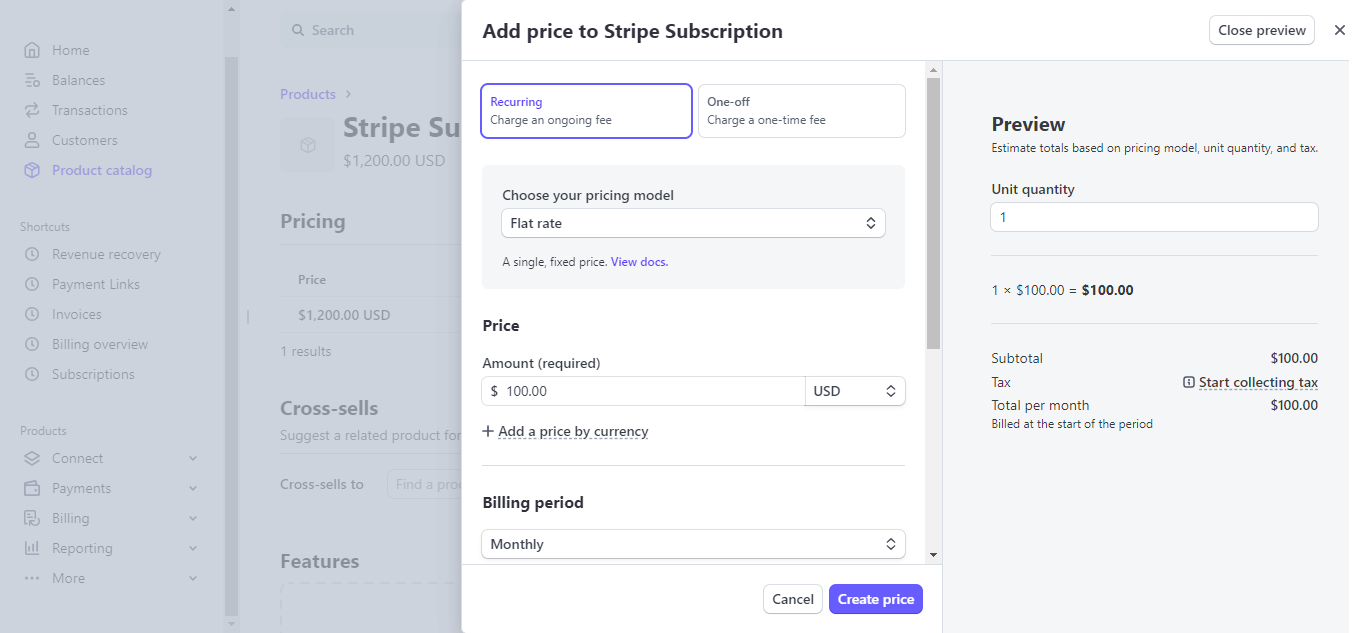 Home
Balances
Transactions
Customers
Product catalog
Shortcuts
Revenue recovery
Payment Links
Invoices
Billing overview
Subscriptions
Products
Connect
Payments
Billing
Reporting
More
Search
Products
Stripe Su
$1,200.00 USD
Pricing
Price
$1,200.00 USD
1 results
Cross-sells
Suggest a related product for
Cross-sells to
Find a pro
Features
Add price to Stripe Subscription
Close preview
Recurring
Charge an ongoing fee
One-off
Charge a one-time fee
Choose your pricing model
Flat rate
A single, fixed price. View docs.
Price
Amount (required)
$ 100.00 USD
+ Add a price by currency
Billing period
Monthly
Cancel Create price
Preview
Estimate totals based on pricing model, unit quantity, and tax.
Unit quantity
1
1 × $100.00 = $100.00
Subtotal $100.00
Tax Start collecting tax
Total per month $100.00
Billed at the start of the period